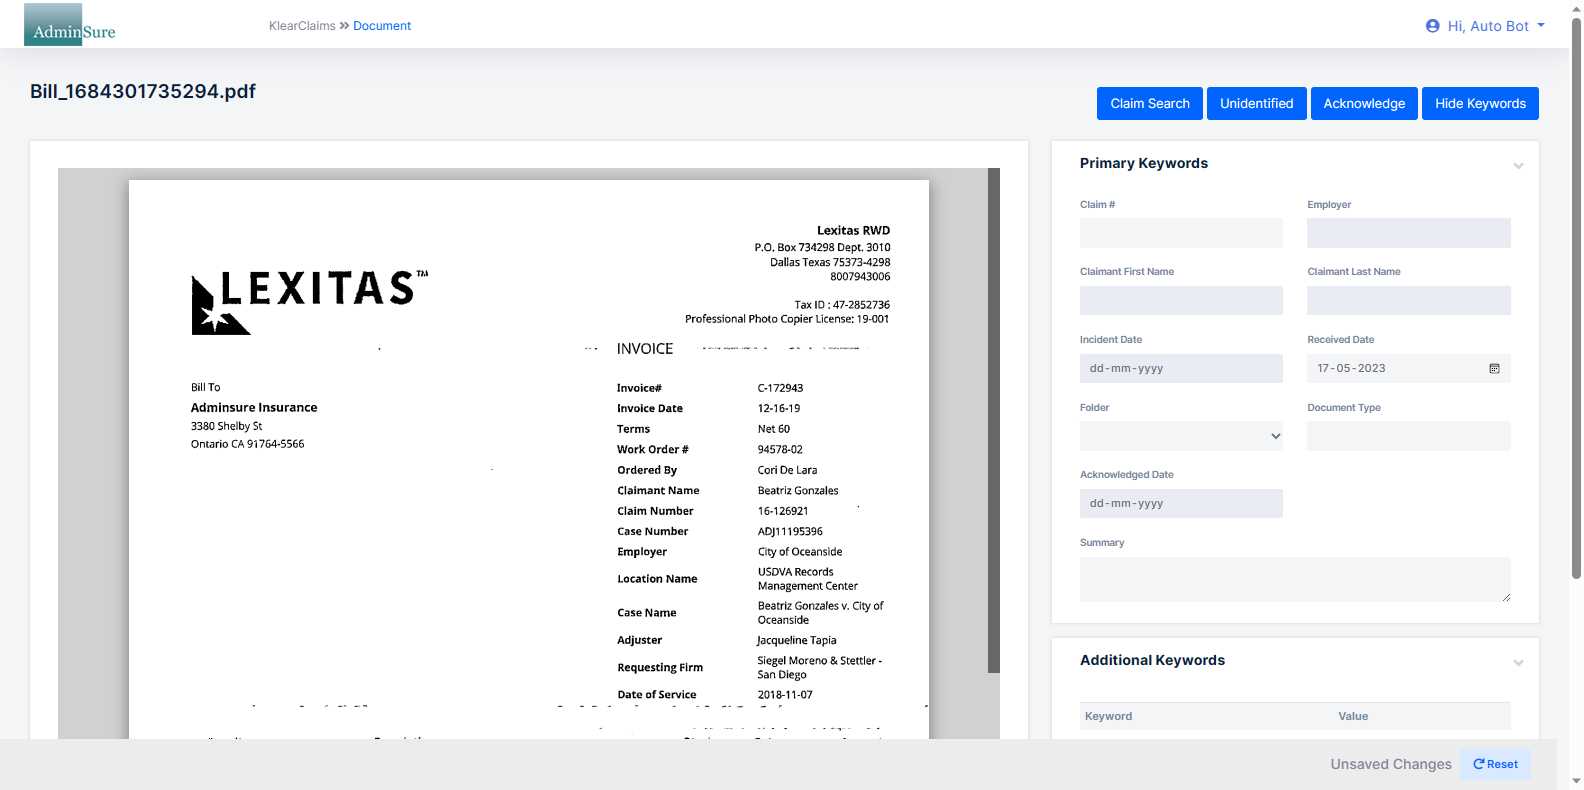 AdminSure
KlearClaims » Document
Hi, Auto Bot
Bill_1684301735294.pdf
Claim Search
Unidentified
Acknowledge
Hide Keywords
Lexitas RWD
P.O. Box 734298 Dept. 3010
Dallas Texas 75373-4298
8007943006
Tax ID : 47-2852736
Professional Photo Copier License: 19-001
LEXITAS™
INVOICE
Bill To
Adminsure Insurance
3380 Shelby St
Ontario CA 91764-5566
Invoice# C-172943
Invoice Date 12-16-19
Terms Net 60
Work Order # 94578-02
Ordered By Cori De Lara
Claimant Name Beatriz Gonzales
Claim Number 16-126921
Case Number ADJ11195396
Employer City of Oceanside
Location Name USDVA Records
Management Center
Case Name Beatriz Gonzales v. City of
Oceanside
Adjuster Jacqueline Tapia
Requesting Firm Siegel Moreno & Stettler -
San Diego
Date of Service 2018-11-07
Primary Keywords
Claim # Employer
Claimant First Name Claimant Last Name
Incident Date Received Date
dd-mm-yyyy 17-05-2023
Folder Document Type
Acknowledged Date
dd-mm-yyyy
Summary
Additional Keywords
Keyword Value
Unsaved Changes Reset